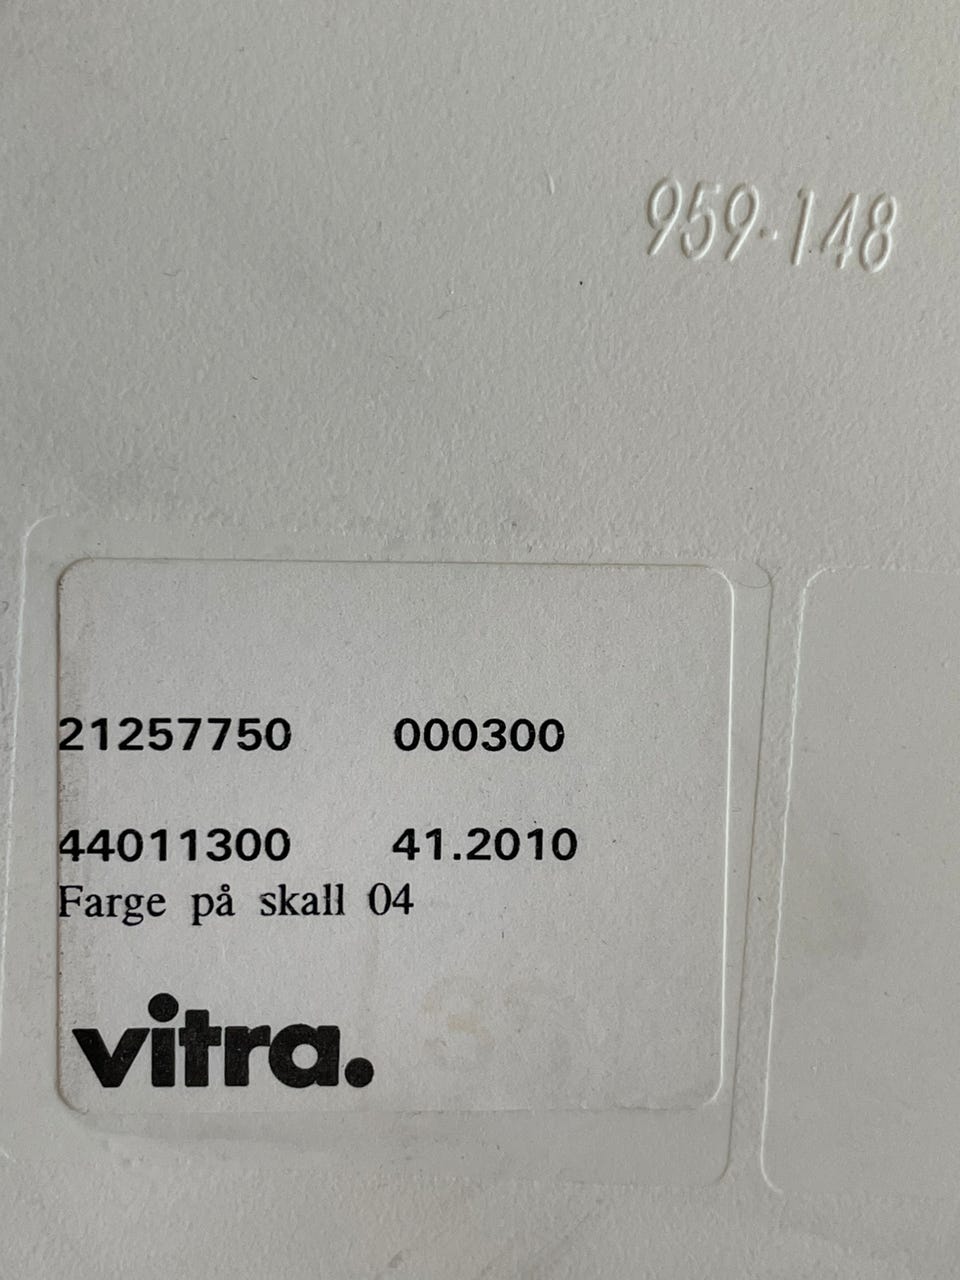 959-148
21257750 000300
44011300 41.2010
Farge på skall 04
vitra.